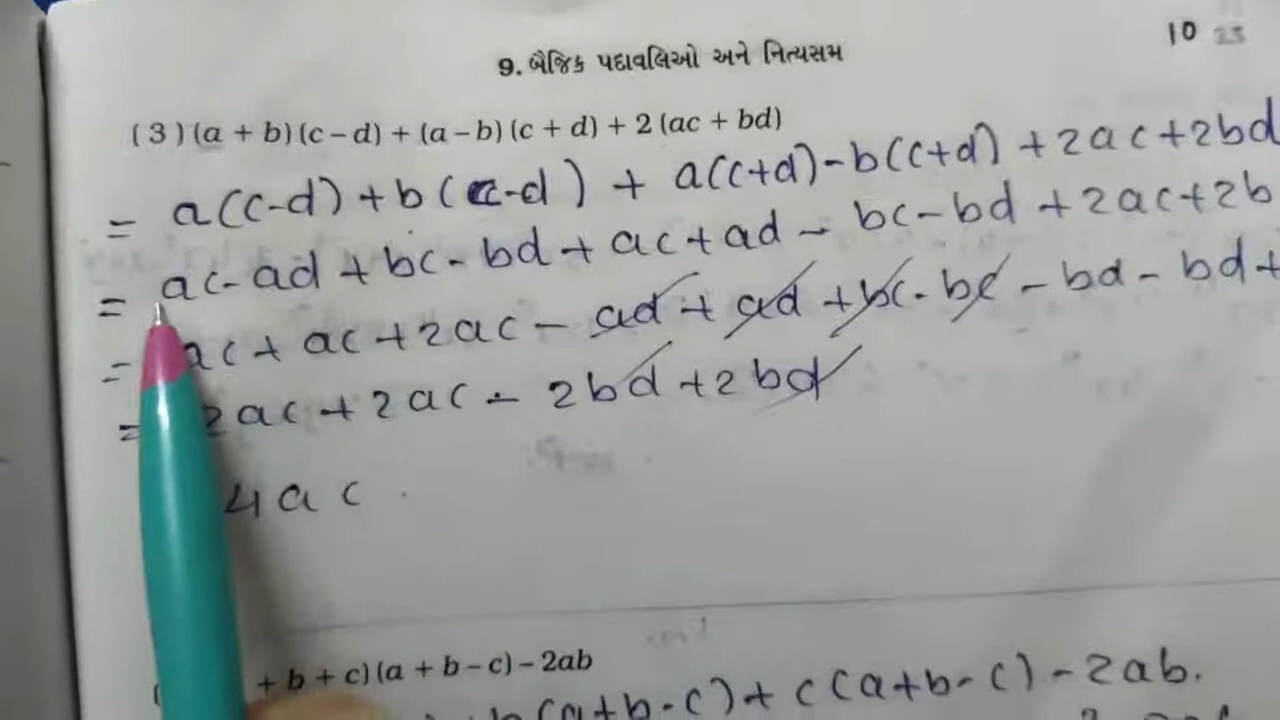 10
9. બૈજિક પદાવલિઓ અને નિત્યસમ
(3)(a + b)(c – d) + (a – b)(c + d) + 2(ac + bd)
= a(c-d) + b(c-d) + a(c+d) - b(c+d) + 2ac + 2bd
= ac - ad + bc - bd + ac + ad - bc - bd + 2ac + 2b
= ac + ac + 2ac - ad + ad + bc - bc - bd - bd +
= 2ac + 2ac - 2bd + 2bd
4ac
+ b + c)(a + b – c) – 2ab
b(a+b-c) + c(a+b-c) - 2ab.